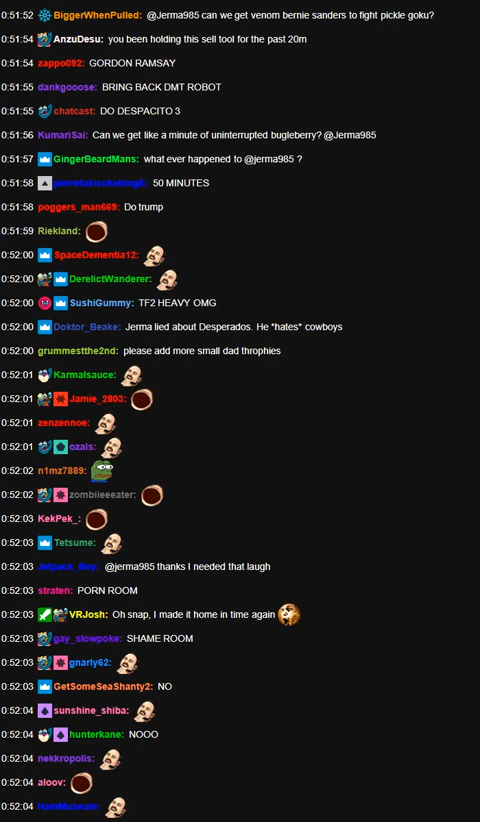 0:51:52 BiggerWhenPulled: @Jerma985 can we get venom bernie sanders to fight pickle goku?
0:51:54 AnzuDesu: you been holding this sell tool for the past 20m
0:51:54 zappo092: GORDON RAMSAY
0:51:55 dankgooose: BRING BACK DMT ROBOT
0:51:55 chatcast: DO DESPACITO 3
0:51:56 KumariSai: Can we get like a minute of uninterrupted bugleberry? @Jerma985
0:51:57 GingerBeardMans: what ever happened to @jerma985 ?
0:51:58 50 MINUTES
0:51:58 poggers_man669: Do trump
0:51:59 Riekland:
0:52:00 SpaceDementia12:
0:52:00 DerelictWanderer:
0:52:00 SushiGummy: TF2 HEAVY OMG
0:52:00 Doktor_Beake: Jerma lied about Desperados. He *hates* cowboys
0:52:00 grummestthe2nd: please add more small dad throphies
0:52:01 Karmalsauce:
0:52:01 Jamie_2803:
0:52:01 zenzennoe:
0:52:01 ozais:
0:52:02 n1mz7889:
0:52:02 zombiieeeater:
0:52:03 KekPek_:
0:52:03 Tetsume:
0:52:03 Jetpack_Boy: @jerma985 thanks I needed that laugh
0:52:03 straten: PORN ROOM
0:52:03 VRJosh: Oh snap, I made it home in time again
0:52:03 gay_slowpoke: SHAME ROOM
0:52:03 gnarly62:
0:52:03 GetSomeSeaShanty2: NO
0:52:04 sunshine_shiba:
0:52:04 hunterkane: NOOO
0:52:04 nekkropolis:
0:52:04 aloov:
0:52:04 HamMuseum: